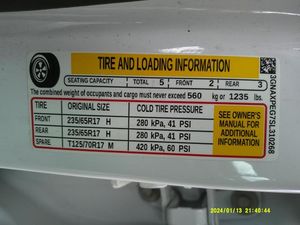 TIRE AND LOADING INFORMATION
SEATING CAPACITY TOTAL 5 FRONT 2 REAR 3
The combined weight of occupants and cargo must never exceed 560 kg or 1235 lbs.
TIRE ORIGINAL SIZE COLD TIRE PRESSURE
FRONT 235/65R17 H 280 kPa, 41 PSI
REAR 235/65R17 H 280 kPa, 41 PSI
SPARE T125/70R17 M 420 kPa, 60 PSI
SEE OWNER'S
MANUAL FOR
ADDITIONAL
INFORMATION
3GNAXPEG7SL310268
2024/01/13 21:40:44